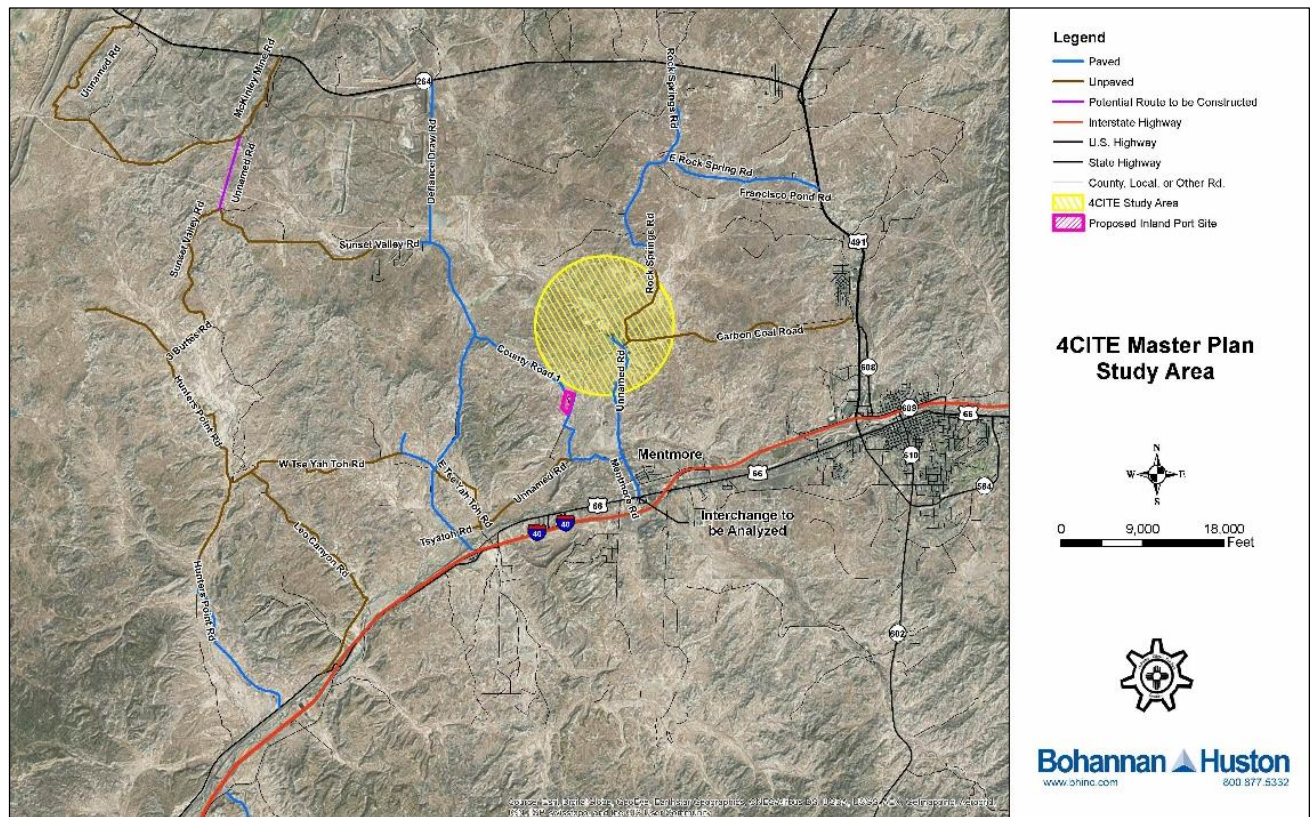 Unnamed Rd
McKinley Mine Rd
Unnamed Rd
264
Defiance Draw Rd
Rock Springs Rd
E Rock Spring Rd
Francisco Pond Rd
Sunset Valley Rd
Sunset Valley Rd
491
Rock Springs Rd
Carbon Coal Road
3 Buttes Rd
County Road 1
Unnamed Rd
608
Hunters Point Rd
609
66
610
W Tse Yah Toh Rd
E Tse Yah Toh Rd
Unnamed Rd
Mentmore
Mentmore Rd
66
564
66
Interchange to
be Analyzed
Tsyatoh Rd
40
40
Leo Canyon Rd
Hunters Point Rd
602
Legend
Paved
Unpaved
Potential Route to be Constructed
Interstate Highway
U.S. Highway
State Highway
County, Local, or Other Rd.
4CITE Study Area
Proposed Inland Port Site
4CITE Master Plan
Study Area
N
W E
S
0 9,000 18,000
Feet
Bohannan Huston
www.bhinc.com 800.877.5332